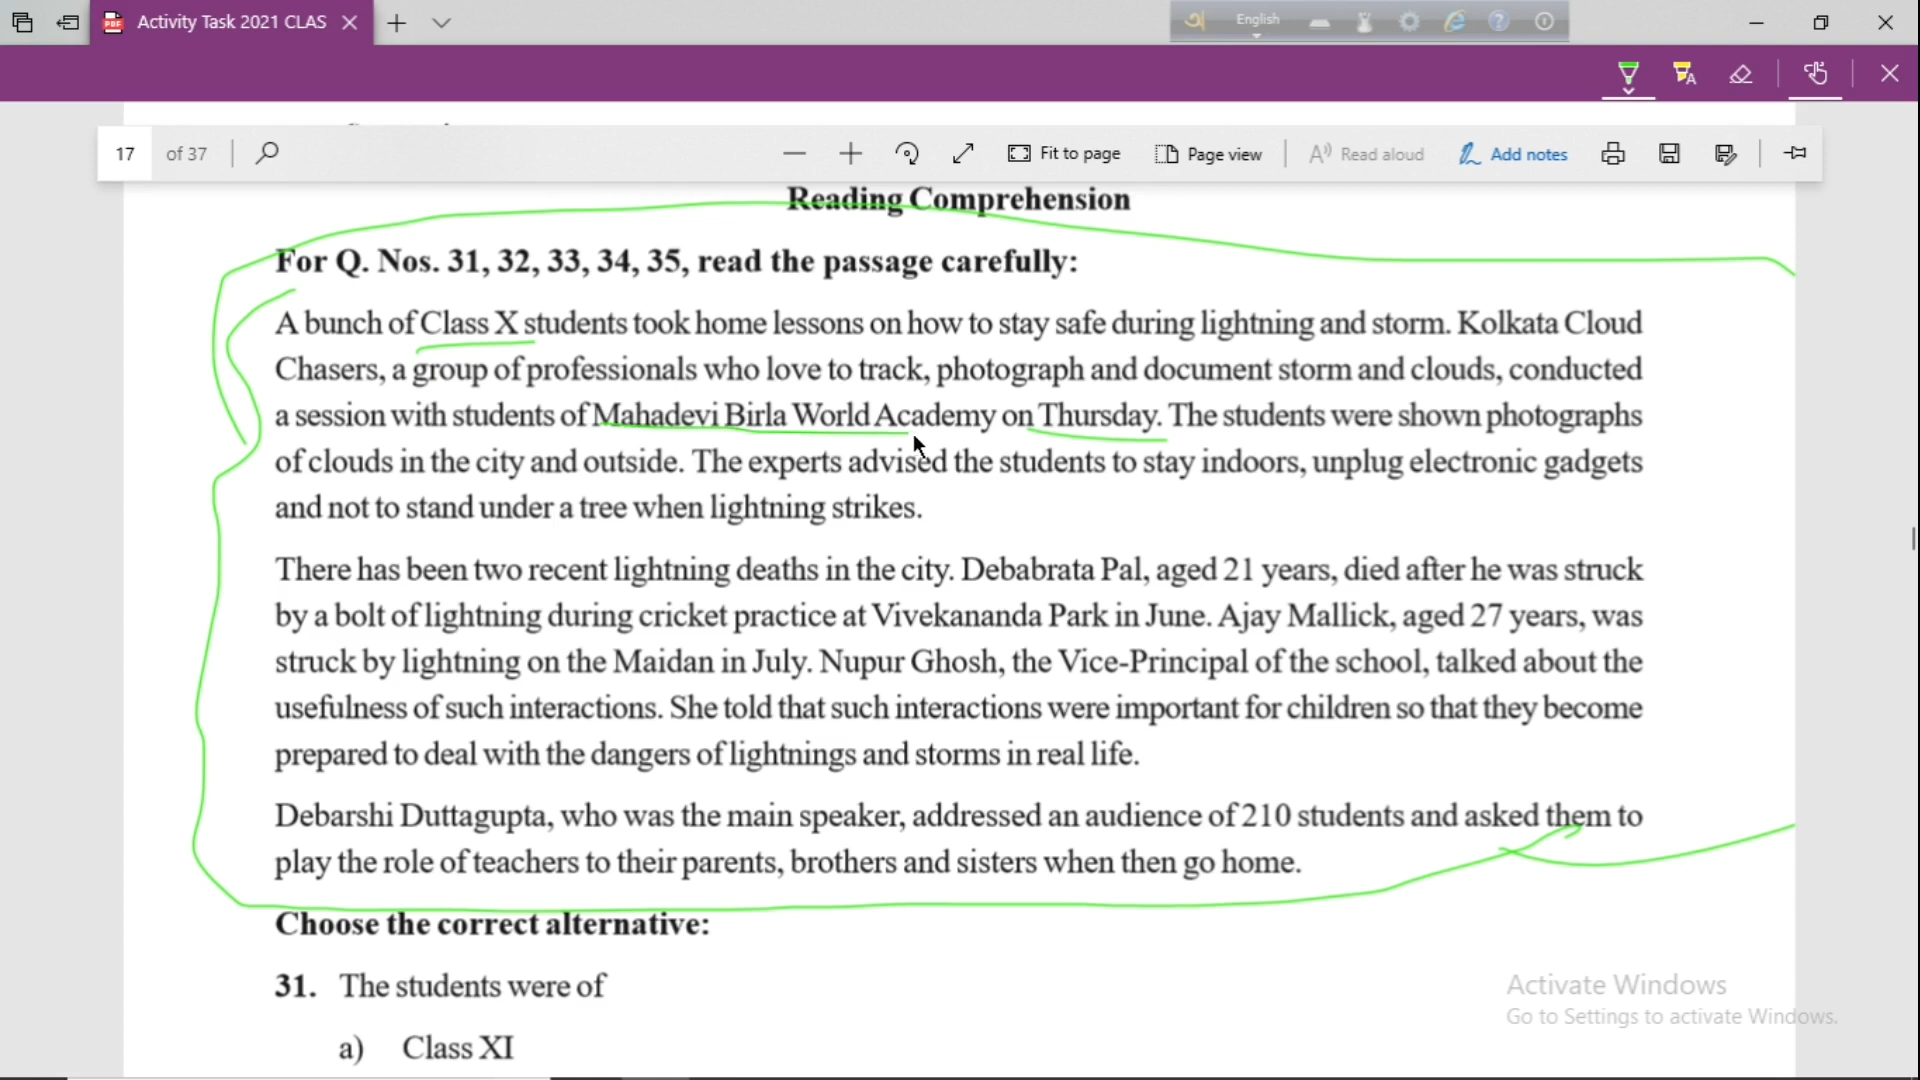 Activity Task 2021 CLAS
English
17 of 37
Fit to page
Page view
Read aloud
Add notes
Reading Comprehension
For Q. Nos. 31, 32, 33, 34, 35, read the passage carefully:
A bunch of Class X students took home lessons on how to stay safe during lightning and storm. Kolkata Cloud
Chasers, a group of professionals who love to track, photograph and document storm and clouds, conducted
a session with students of Mahadevi Birla World Academy on Thursday. The students were shown photographs
of clouds in the city and outside. The experts advised the students to stay indoors, unplug electronic gadgets
and not to stand under a tree when lightning strikes.
There has been two recent lightning deaths in the city. Debabrata Pal, aged 21 years, died after he was struck
by a bolt of lightning during cricket practice at Vivekananda Park in June. Ajay Mallick, aged 27 years, was
struck by lightning on the Maidan in July. Nupur Ghosh, the Vice-Principal of the school, talked about the
usefulness of such interactions. She told that such interactions were important for children so that they become
prepared to deal with the dangers of lightnings and storms in real life.
Debarshi Duttagupta, who was the main speaker, addressed an audience of 210 students and asked them to
play the role of teachers to their parents, brothers and sisters when then go home.
Choose the correct alternative:
31. The students were of
a) Class XI
Activate Windows
Go to Settings to activate Windows.